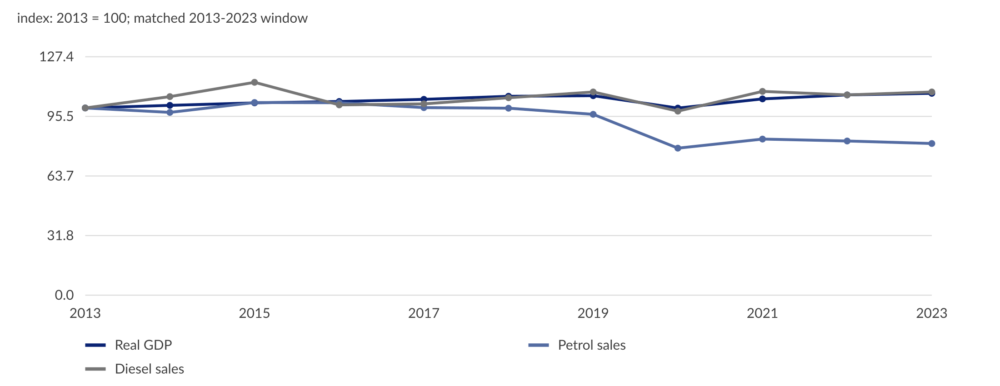 index: 2013 = 100; matched 2013-2023 window
127.4
95.5
63.7
31.8
0.0
2013 2015 2017 2019 2021 2023
Real GDP Petrol sales
Diesel sales